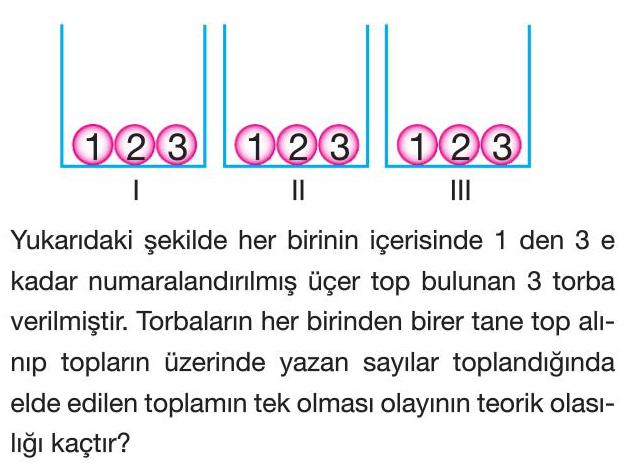 1 2 3 1 2 3 1 2 3
I II III
Yukarıdaki şekilde her birinin içerisinde 1 den 3 e
kadar numaralandırılmış üçer top bulunan 3 torba
verilmiştir. Torbaların her birinden birer tane top alı-
nıp topların üzerinde yazan sayılar toplandığında
elde edilen toplamın tek olması olayının teorik olası-
lığı kaçtır?